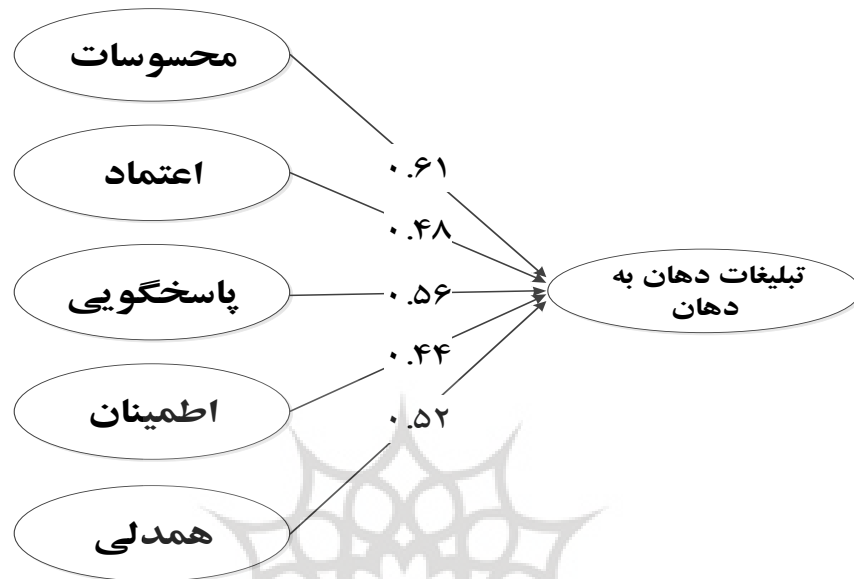 محسوسات
۰.۶۱
اعتماد
۰.۴۸
تبلیغات دهان به
دهان
پاسخگویی
۰.۵۶
اطمینان
۰.۴۴
همدلی
۰.۵۲